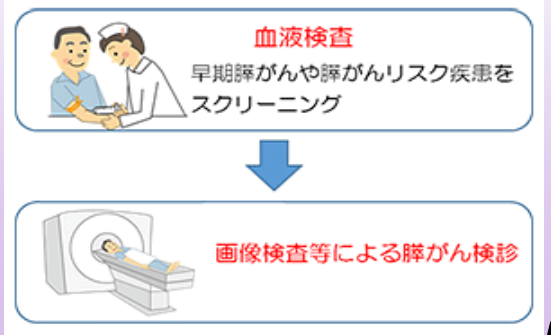 血液検査
早期膵がんや膵がんリスク疾患を
スクリーニング
画像検査等による膵がん検診